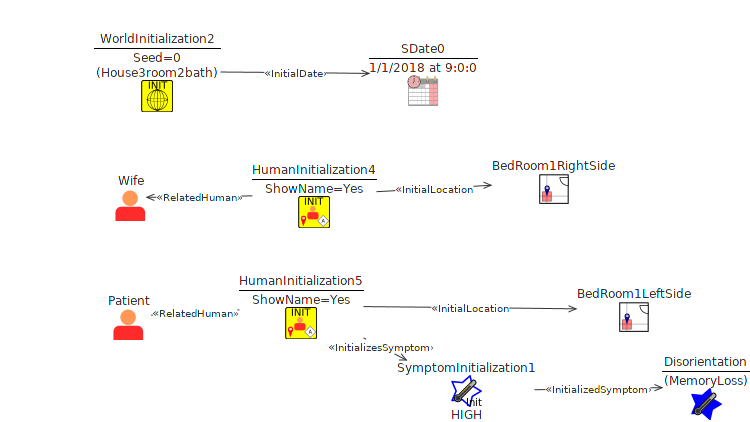 WorldInitialization2
Seed=0
(House3room2bath)
INIT
«InitialDate»
SDate0
1/1/2018 at 9:0:0
Wife
«RelatedHuman»
HumanInitialization4
ShowName=Yes
INIT
A
«InitialLocation
BedRoom1RightSide
Patient
«RelatedHuman»
HumanInitialization5
ShowName=Yes
INIT
A
«InitialLocation
BedRoom1LeftSide
«InitializesSymptom»
SymptomInitialization1
Init
HIGH
«InitializedSymptom»
Disorientation
(MemoryLoss)